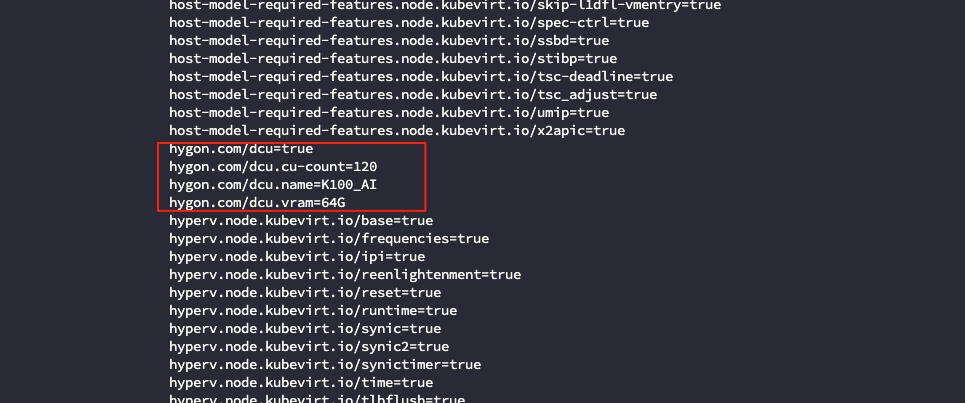 host-model-required-features.node.kubevirt.io/skip-l1dfl-vmentry=true
host-model-required-features.node.kubevirt.io/spec-ctrl=true
host-model-required-features.node.kubevirt.io/ssbd=true
host-model-required-features.node.kubevirt.io/stibp=true
host-model-required-features.node.kubevirt.io/tsc-deadline=true
host-model-required-features.node.kubevirt.io/tsc_adjust=true
host-model-required-features.node.kubevirt.io/umip=true
host-model-required-features.node.kubevirt.io/x2apic=true
hygon.com/dcu=true
hygon.com/dcu.cu-count=120
hygon.com/dcu.name=K100_AI
hygon.com/dcu.vram=64G
hyperv.node.kubevirt.io/base=true
hyperv.node.kubevirt.io/frequencies=true
hyperv.node.kubevirt.io/ipi=true
hyperv.node.kubevirt.io/reenlightenment=true
hyperv.node.kubevirt.io/reset=true
hyperv.node.kubevirt.io/runtime=true
hyperv.node.kubevirt.io/synic=true
hyperv.node.kubevirt.io/synic2=true
hyperv.node.kubevirt.io/synictimer=true
hyperv.node.kubevirt.io/time=true
hyperv.node.kubevirt.io/tlbflush=true